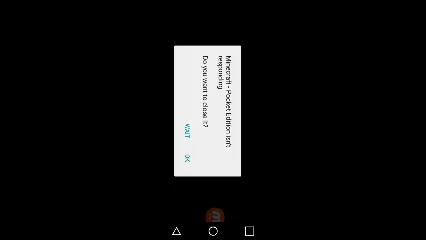 Minecraft - Pocket Edition isn't
responding.
Do you want to close it?
WAIT OK